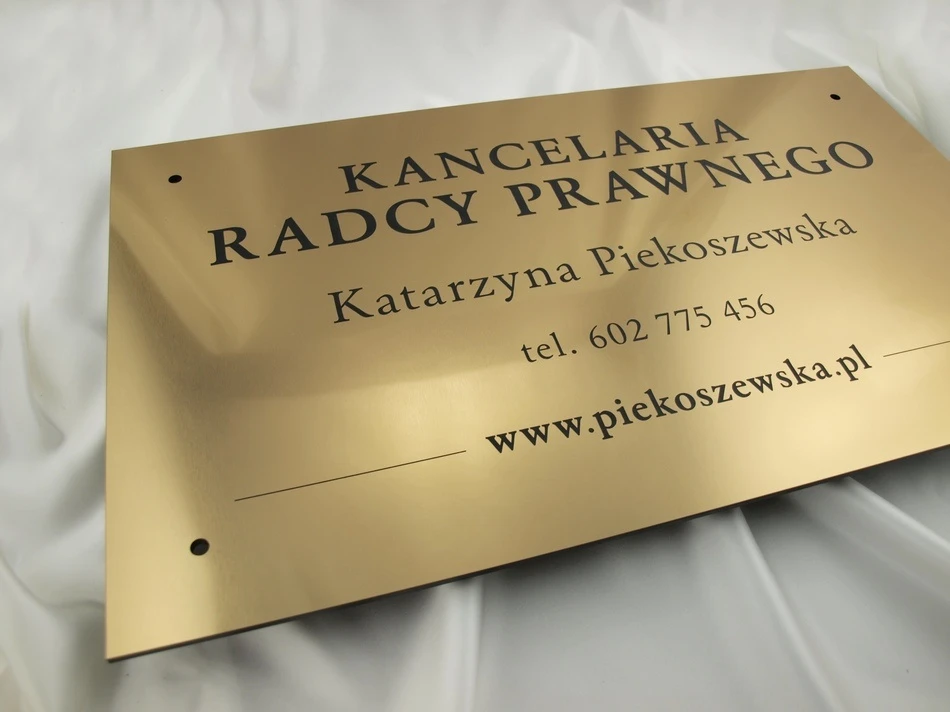 KANCELARIA
RADCY PRAWNEGO
Katarzyna Piekoszewska
tel. 602 775 456
www.piekoszewska.pl